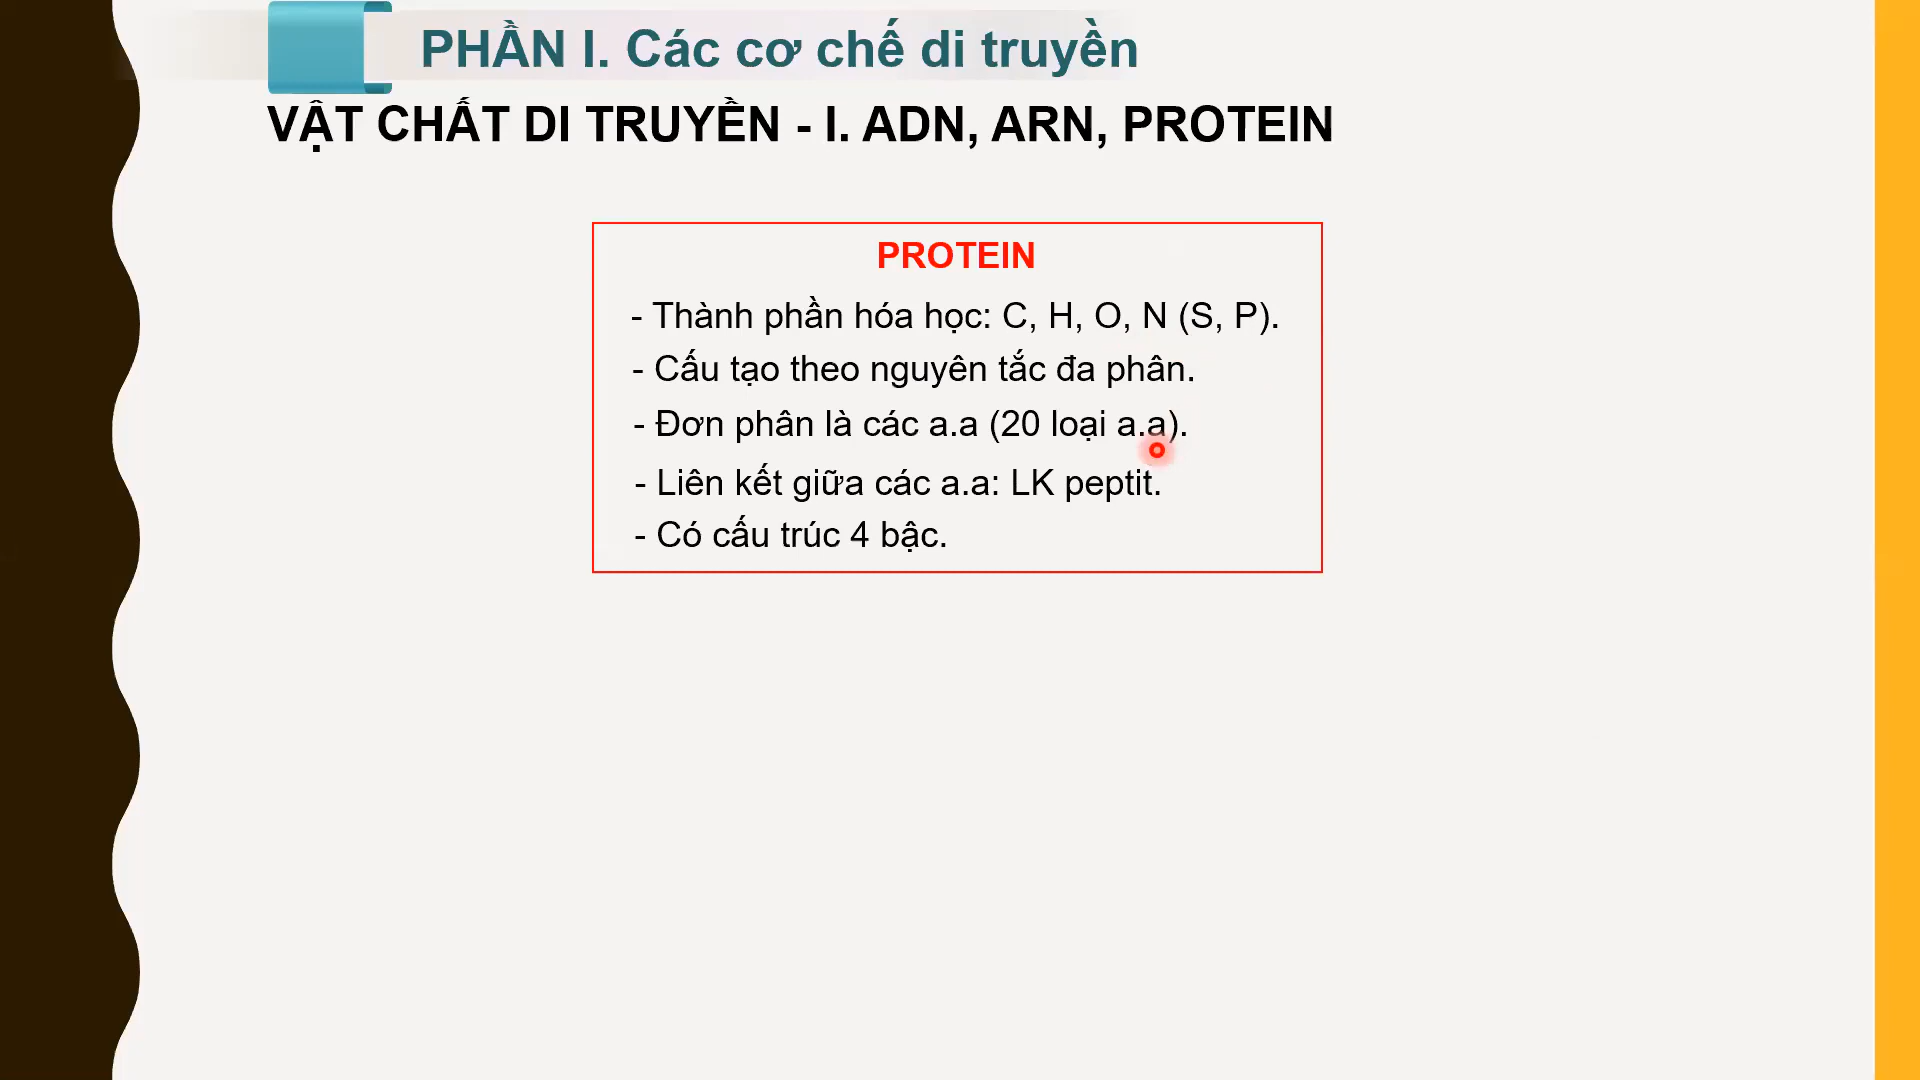 PHẦN I. Các cơ chế di truyền
VẬT CHẤT DI TRUYỀN - I. ADN, ARN, PROTEIN
PROTEIN
- Thành phần hóa học: C, H, O, N (S, P).
- Cấu tạo theo nguyên tắc đa phân.
- Đơn phân là các a.a (20 loại a.a).
- Liên kết giữa các a.a: LK peptit.
- Có cấu trúc 4 bậc.